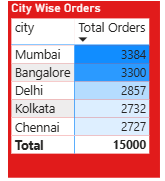 City Wise Orders
city Total Orders
Mumbai 3384
Bangalore 3300
Delhi 2857
Kolkata 2732
Chennai 2727
Total 15000